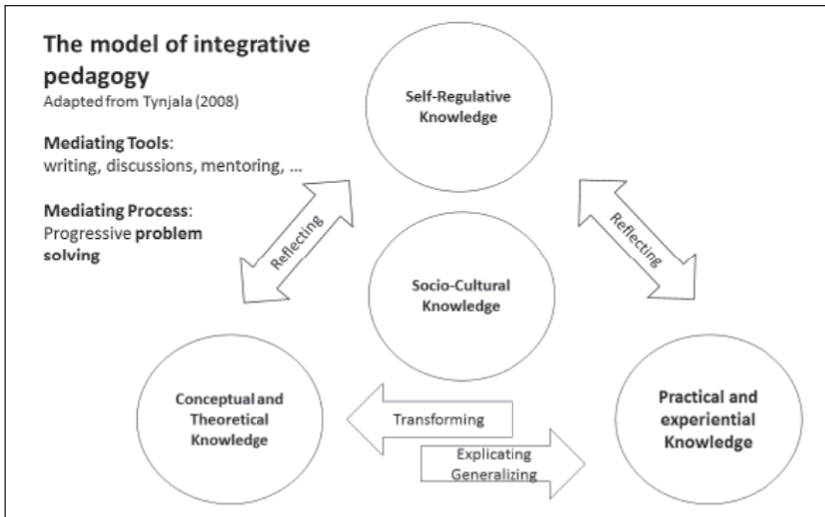 The model of integrative
pedagogy
Adapted from Tynjala (2008)
Mediating Tools:
writing, discussions, mentoring, ...
Mediating Process:
Progressive problem
solving
Self-Regulative
Knowledge
Reflecting
Reflecting
Socio-Cultural
Knowledge
Conceptual and
Theoretical
Knowledge
Transforming
Explicating
Generalizing
Practical and
experiential
Knowledge